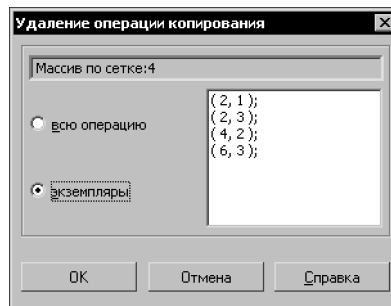 Удаление операции копирования
Массив по сетке:4
всю операцию
экземпляры
( 2, 1 );
( 2, 3 );
( 4, 2 );
( 6, 3 );
OK
Отмена
Справка